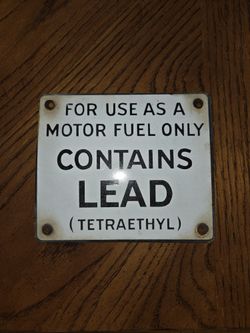 FOR USE AS A
MOTOR FUEL ONLY
CONTAINS
LEAD
(TETRAETHYL)